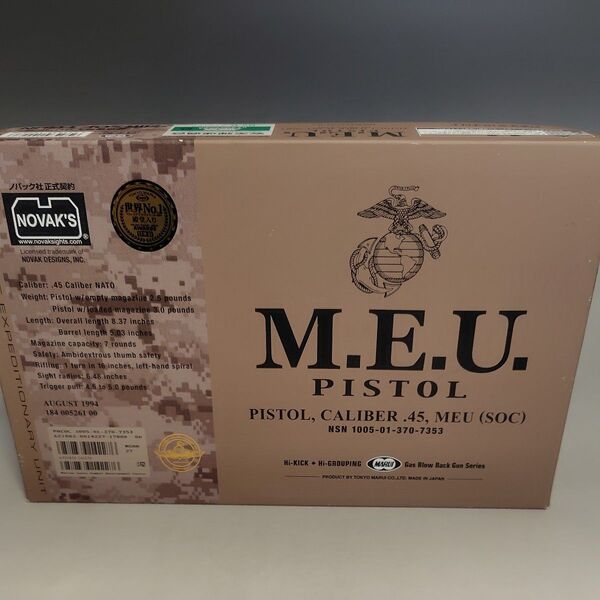 ノバック社 正式契約
NOVAK'S
®
www.novaksights.com
Licensed trademark of
NOVAK DESIGNS, INC.
世界No.1
Caliber: .45 Caliber NATO
Weight: Pistol w/empty magazine 2.5 pounds
Pistol w/loaded magazine 3.0 pounds
Length: Overall length 8.37 inches
Barrel length 5.03 inches
Magazine capacity: 7 rounds
Safety: Ambidextrous thumb safety
Rifling: 1 turn in 16 inches, left-hand spiral
Sight radius: 6.48 inches
Trigger pull: 4.5 to 5.0 pounds
AUGUST 1994
184 005261 00
EXPEDITIONARY UNIT
M.E.U.
PISTOL
PISTOL, CALIBER .45, MEU (SOC)
NSN 1005-01-370-7353
Hi-KICK • Hi-GROUPING
MARUI
Gas Blow Back Gun Series
PRODUCT BY TOKYO MARUI CO.,LTD. MADE IN JAPAN